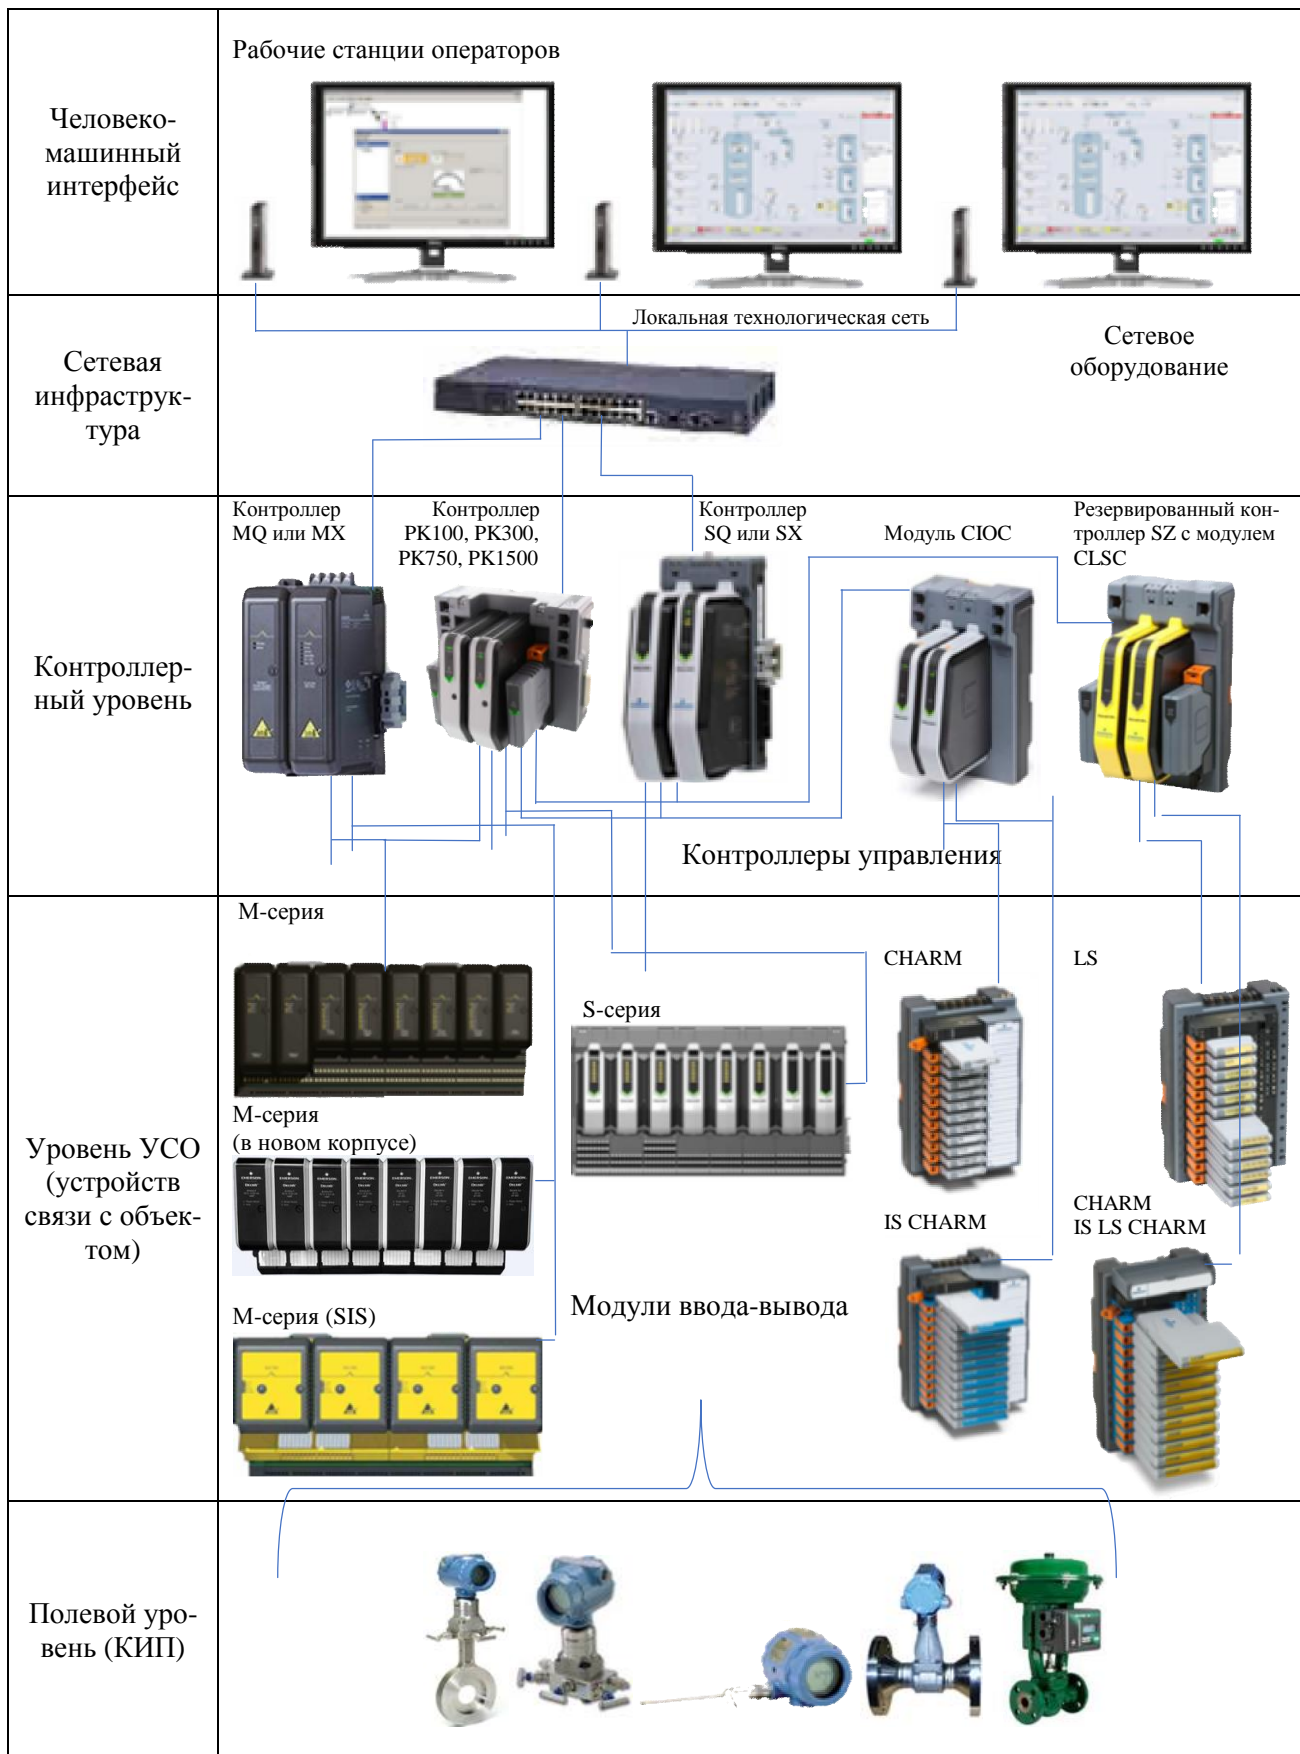 Человеко-
машинный
интерфейс
Рабочие станции операторов
Сетевая
инфраструк-
тура
Локальная технологическая сеть
Сетевое
оборудование
Контроллер-
ный уровень
Контроллер
MQ или MX
Контроллер
PK100, PK300,
PK750, PK1500
Контроллер
SQ или SX
Модуль CIOC
Резервированный кон-
троллер SZ с модулем
CLSC
Контроллеры управления
Уровень УСО
(устройств
связи с объек-
том)
М-серия
М-серия
(в новом корпусе)
М-серия (SIS)
S-серия
CHARM
IS CHARM
LS
CHARM
IS LS CHARM
Модули ввода-вывода
Полевой уро-
вень (КИП)